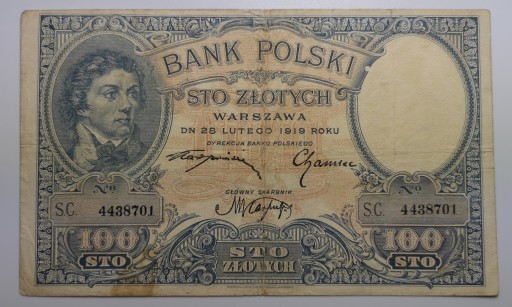 BANK POLSKI
STO ZŁOTYCH
WARSZAWA
DN 28 LUTEGO 1919 ROKU
DYREKCJA BANKU POLSKIEGO
Nº
S.C. 4438701
GŁÓWNY SKARBNIK
Nº
S.C. 4438701
100
STO
STO
ZŁOTYCH
100
STO